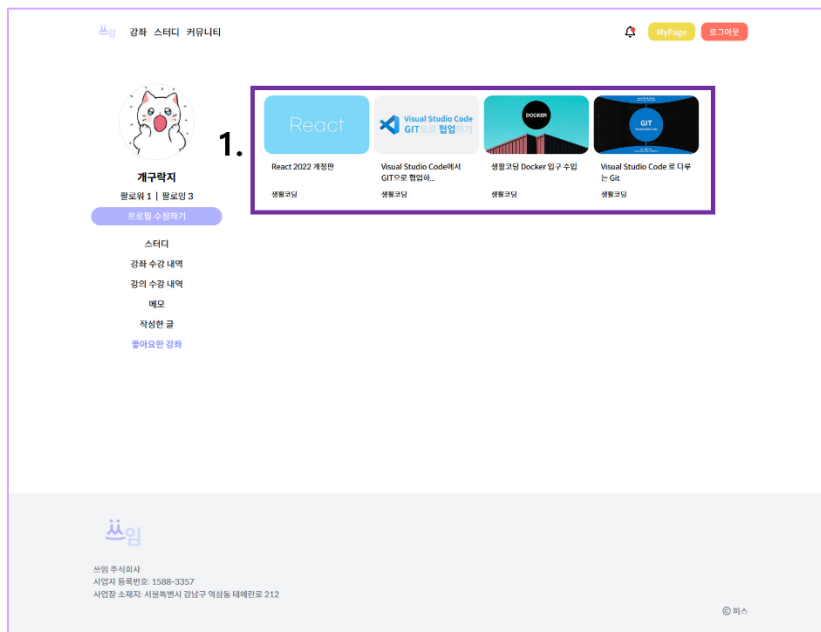 쓰임 강좌 스터디 커뮤니티 MyPage 로그아웃
1.
개구락지
팔로워 1 | 팔로잉 3
프로필 수정하기
스터디
강좌 수강 내역
강의 수강 내역
메모
작성한 글
좋아요한 강좌
React
React 2022 개정판
생활코딩
Visual Studio Code
GIT으로 협업하기
Visual Studio Code에서
GIT으로 협업하...
생활코딩
DOCKER
생활코딩 Docker 입구 수업
생활코딩
GIT
Visual Studio Code 로 다루
는 Git
생활코딩
쓰임
쓰임 주식회사
사업자 등록번호: 1588-3357
사업장 소재지: 서울특별시 강남구 역삼동 테헤란로 212
© 피스